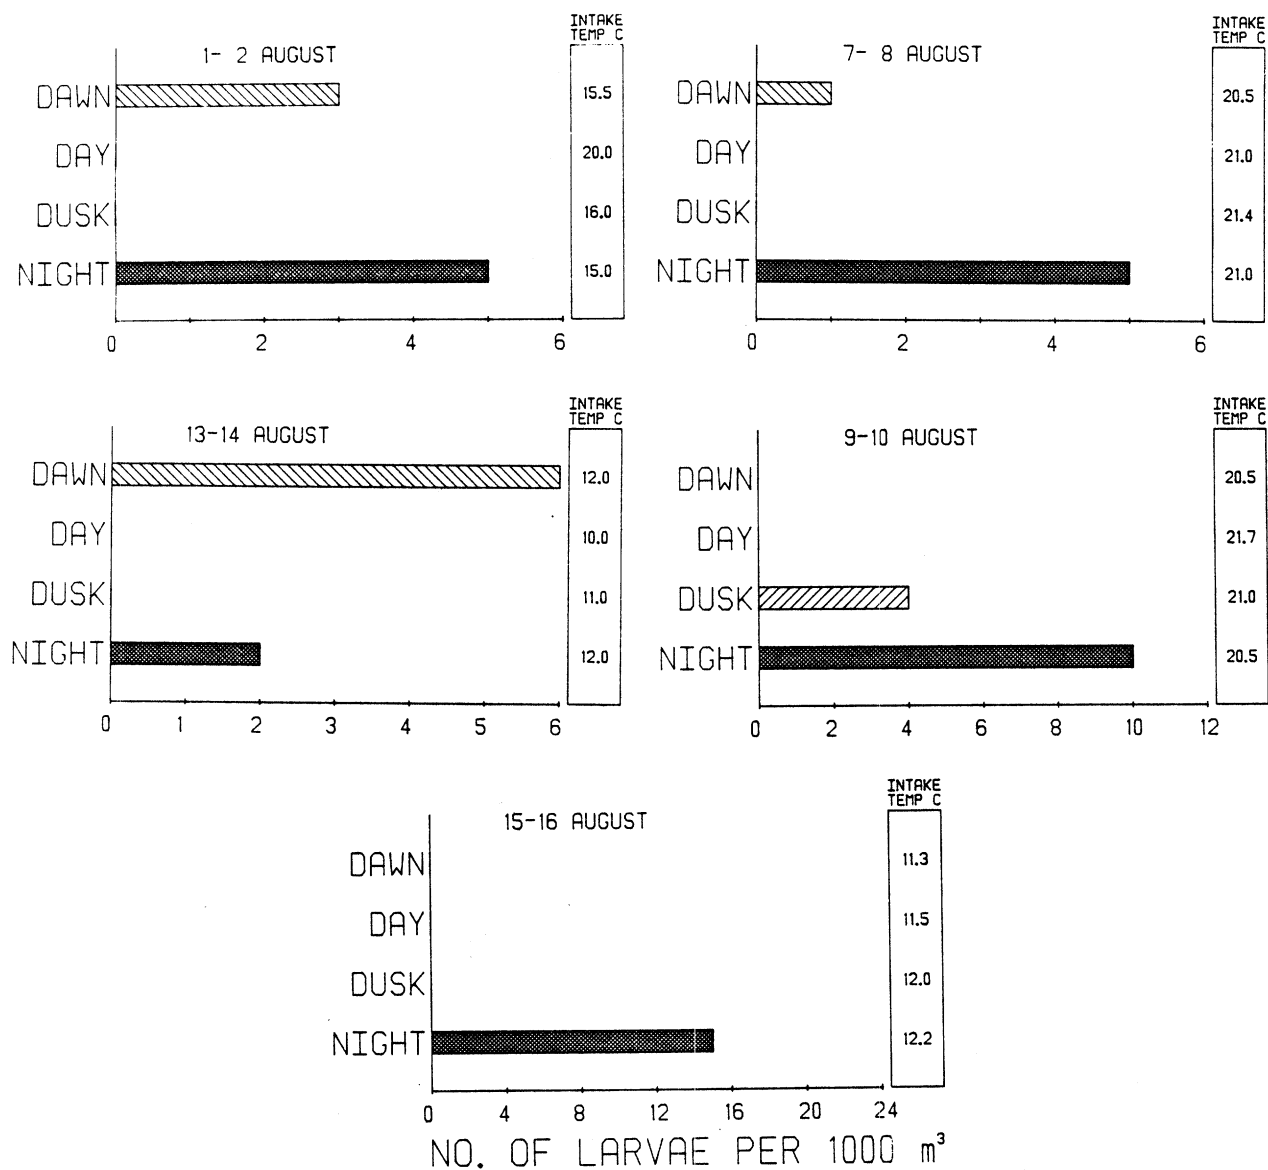 INTAKE
TEMP C
1- 2 AUGUST
DAWN 15.5
DAY 20.0
DUSK 16.0
NIGHT 15.0
0 2 4 6
INTAKE
TEMP C
7- 8 AUGUST
DAWN 20.5
DAY 21.0
DUSK 21.4
NIGHT 21.0
0 2 4 6
INTAKE
TEMP C
13-14 AUGUST
DAWN 12.0
DAY 10.0
DUSK 11.0
NIGHT 12.0
0 1 2 3 4 5 6
INTAKE
TEMP C
9-10 AUGUST
DAWN 20.5
DAY 21.7
DUSK 21.0
NIGHT 20.5
0 2 4 6 8 10 12
INTAKE
TEMP C
15-16 AUGUST
DAWN 11.3
DAY 11.5
DUSK 12.0
NIGHT 12.2
0 4 8 12 16 20 24
NO. OF LARVAE PER 1000 m³